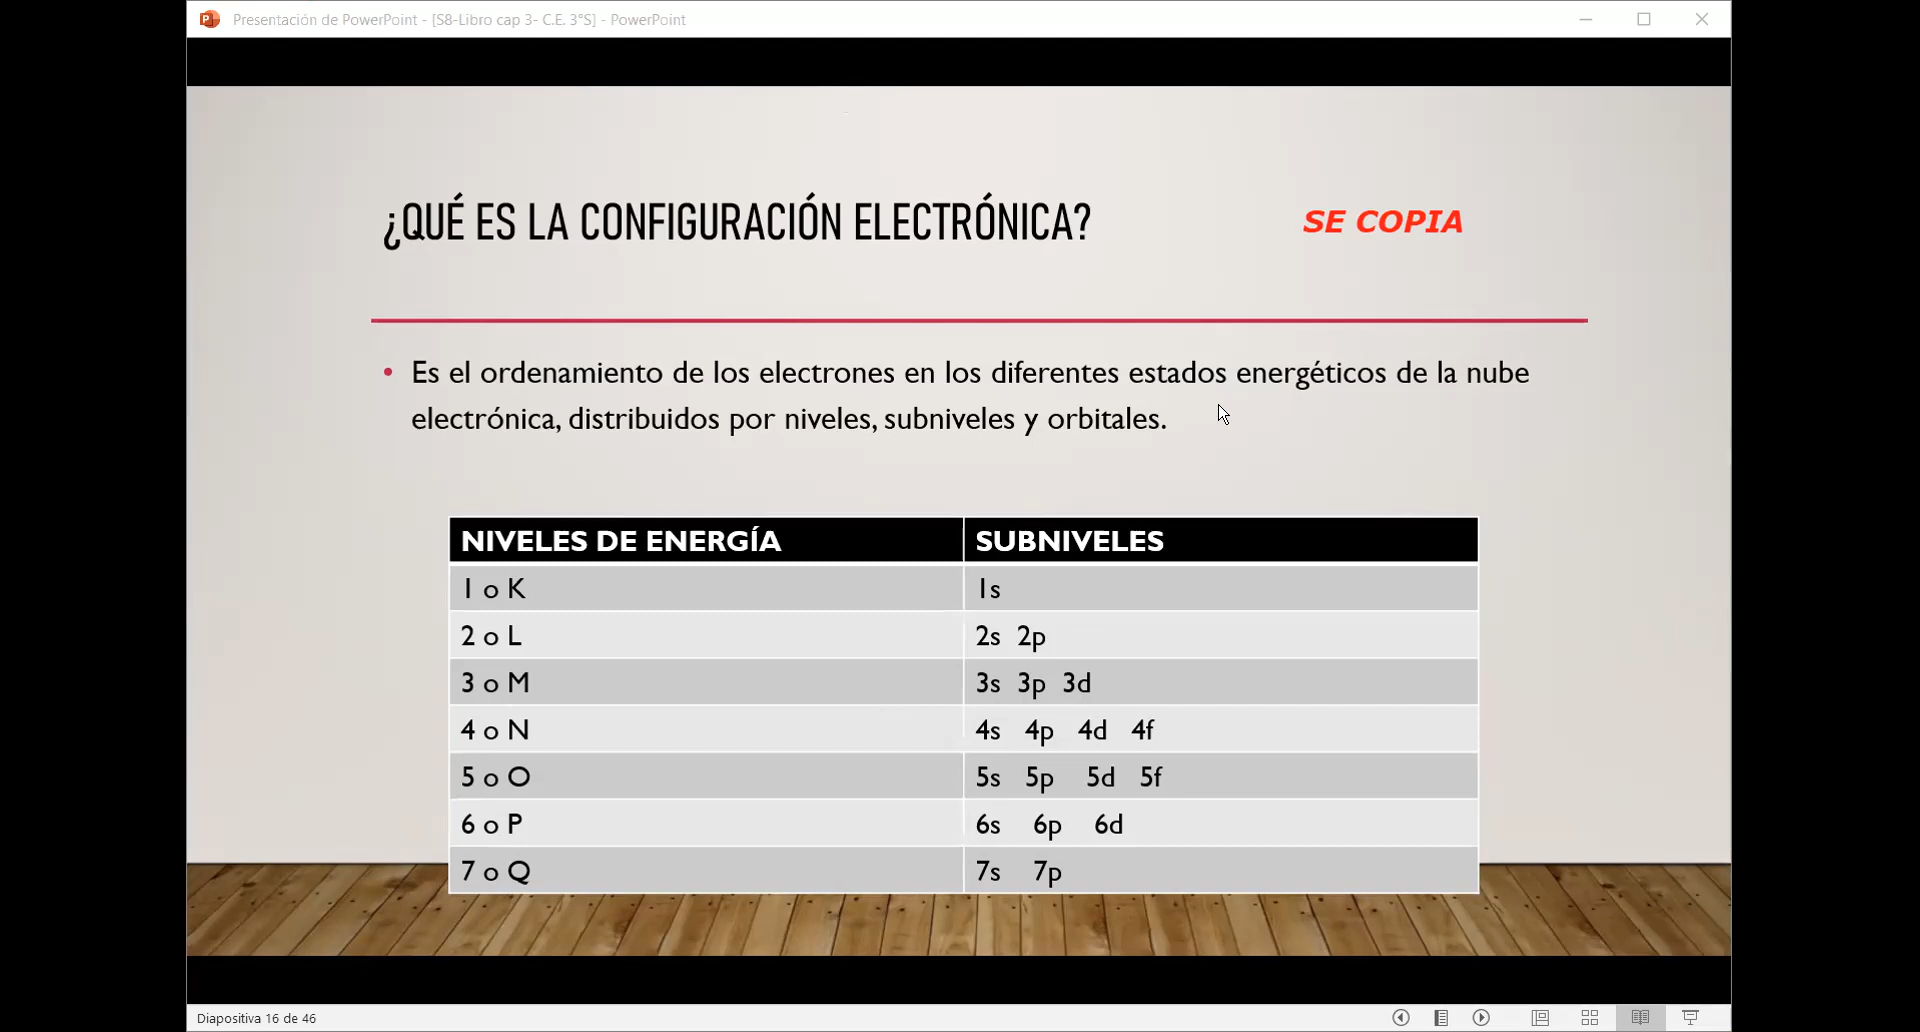 Presentación de PowerPoint - [S8-Libro cap 3- C.E. 3°S] - PowerPoint
¿QUÉ ES LA CONFIGURACIÓN ELECTRÓNICA?
SE COPIA
• Es el ordenamiento de los electrones en los diferentes estados energéticos de la nube
electrónica, distribuidos por niveles, subniveles y orbitales.
NIVELES DE ENERGÍA SUBNIVELES
1 o K 1s
2 o L 2s 2p
3 o M 3s 3p 3d
4 o N 4s 4p 4d 4f
5 o O 5s 5p 5d 5f
6 o P 6s 6p 6d
7 o Q 7s 7p
Diapositiva 16 de 46